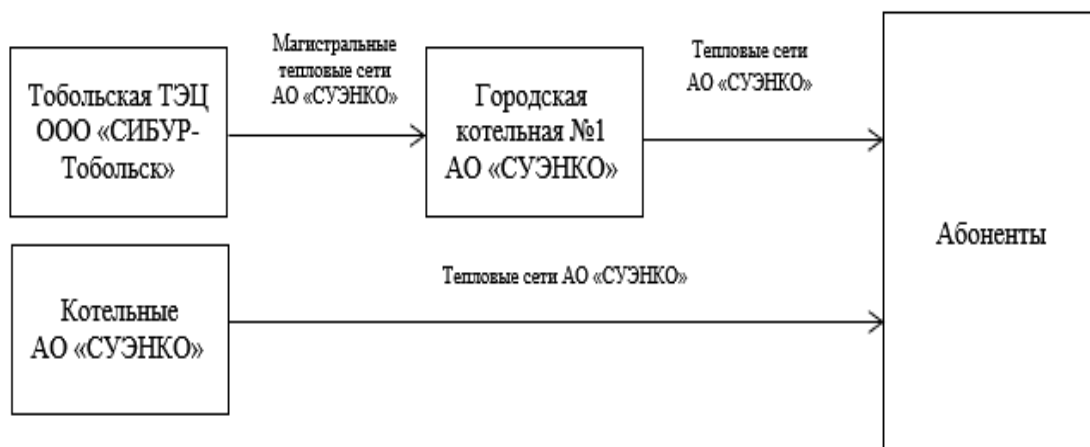 Тобольская ТЭЦ
ООО «СИБУР-
Тобольск»
Магистральные
тепловые сети
АО «СУЭНКО»
Городская
котельная №1
АО «СУЭНКО»
Тепловые сети
АО «СУЭНКО»
Абоненты
Котельные
АО «СУЭНКО»
Тепловые сети АО «СУЭНКО»